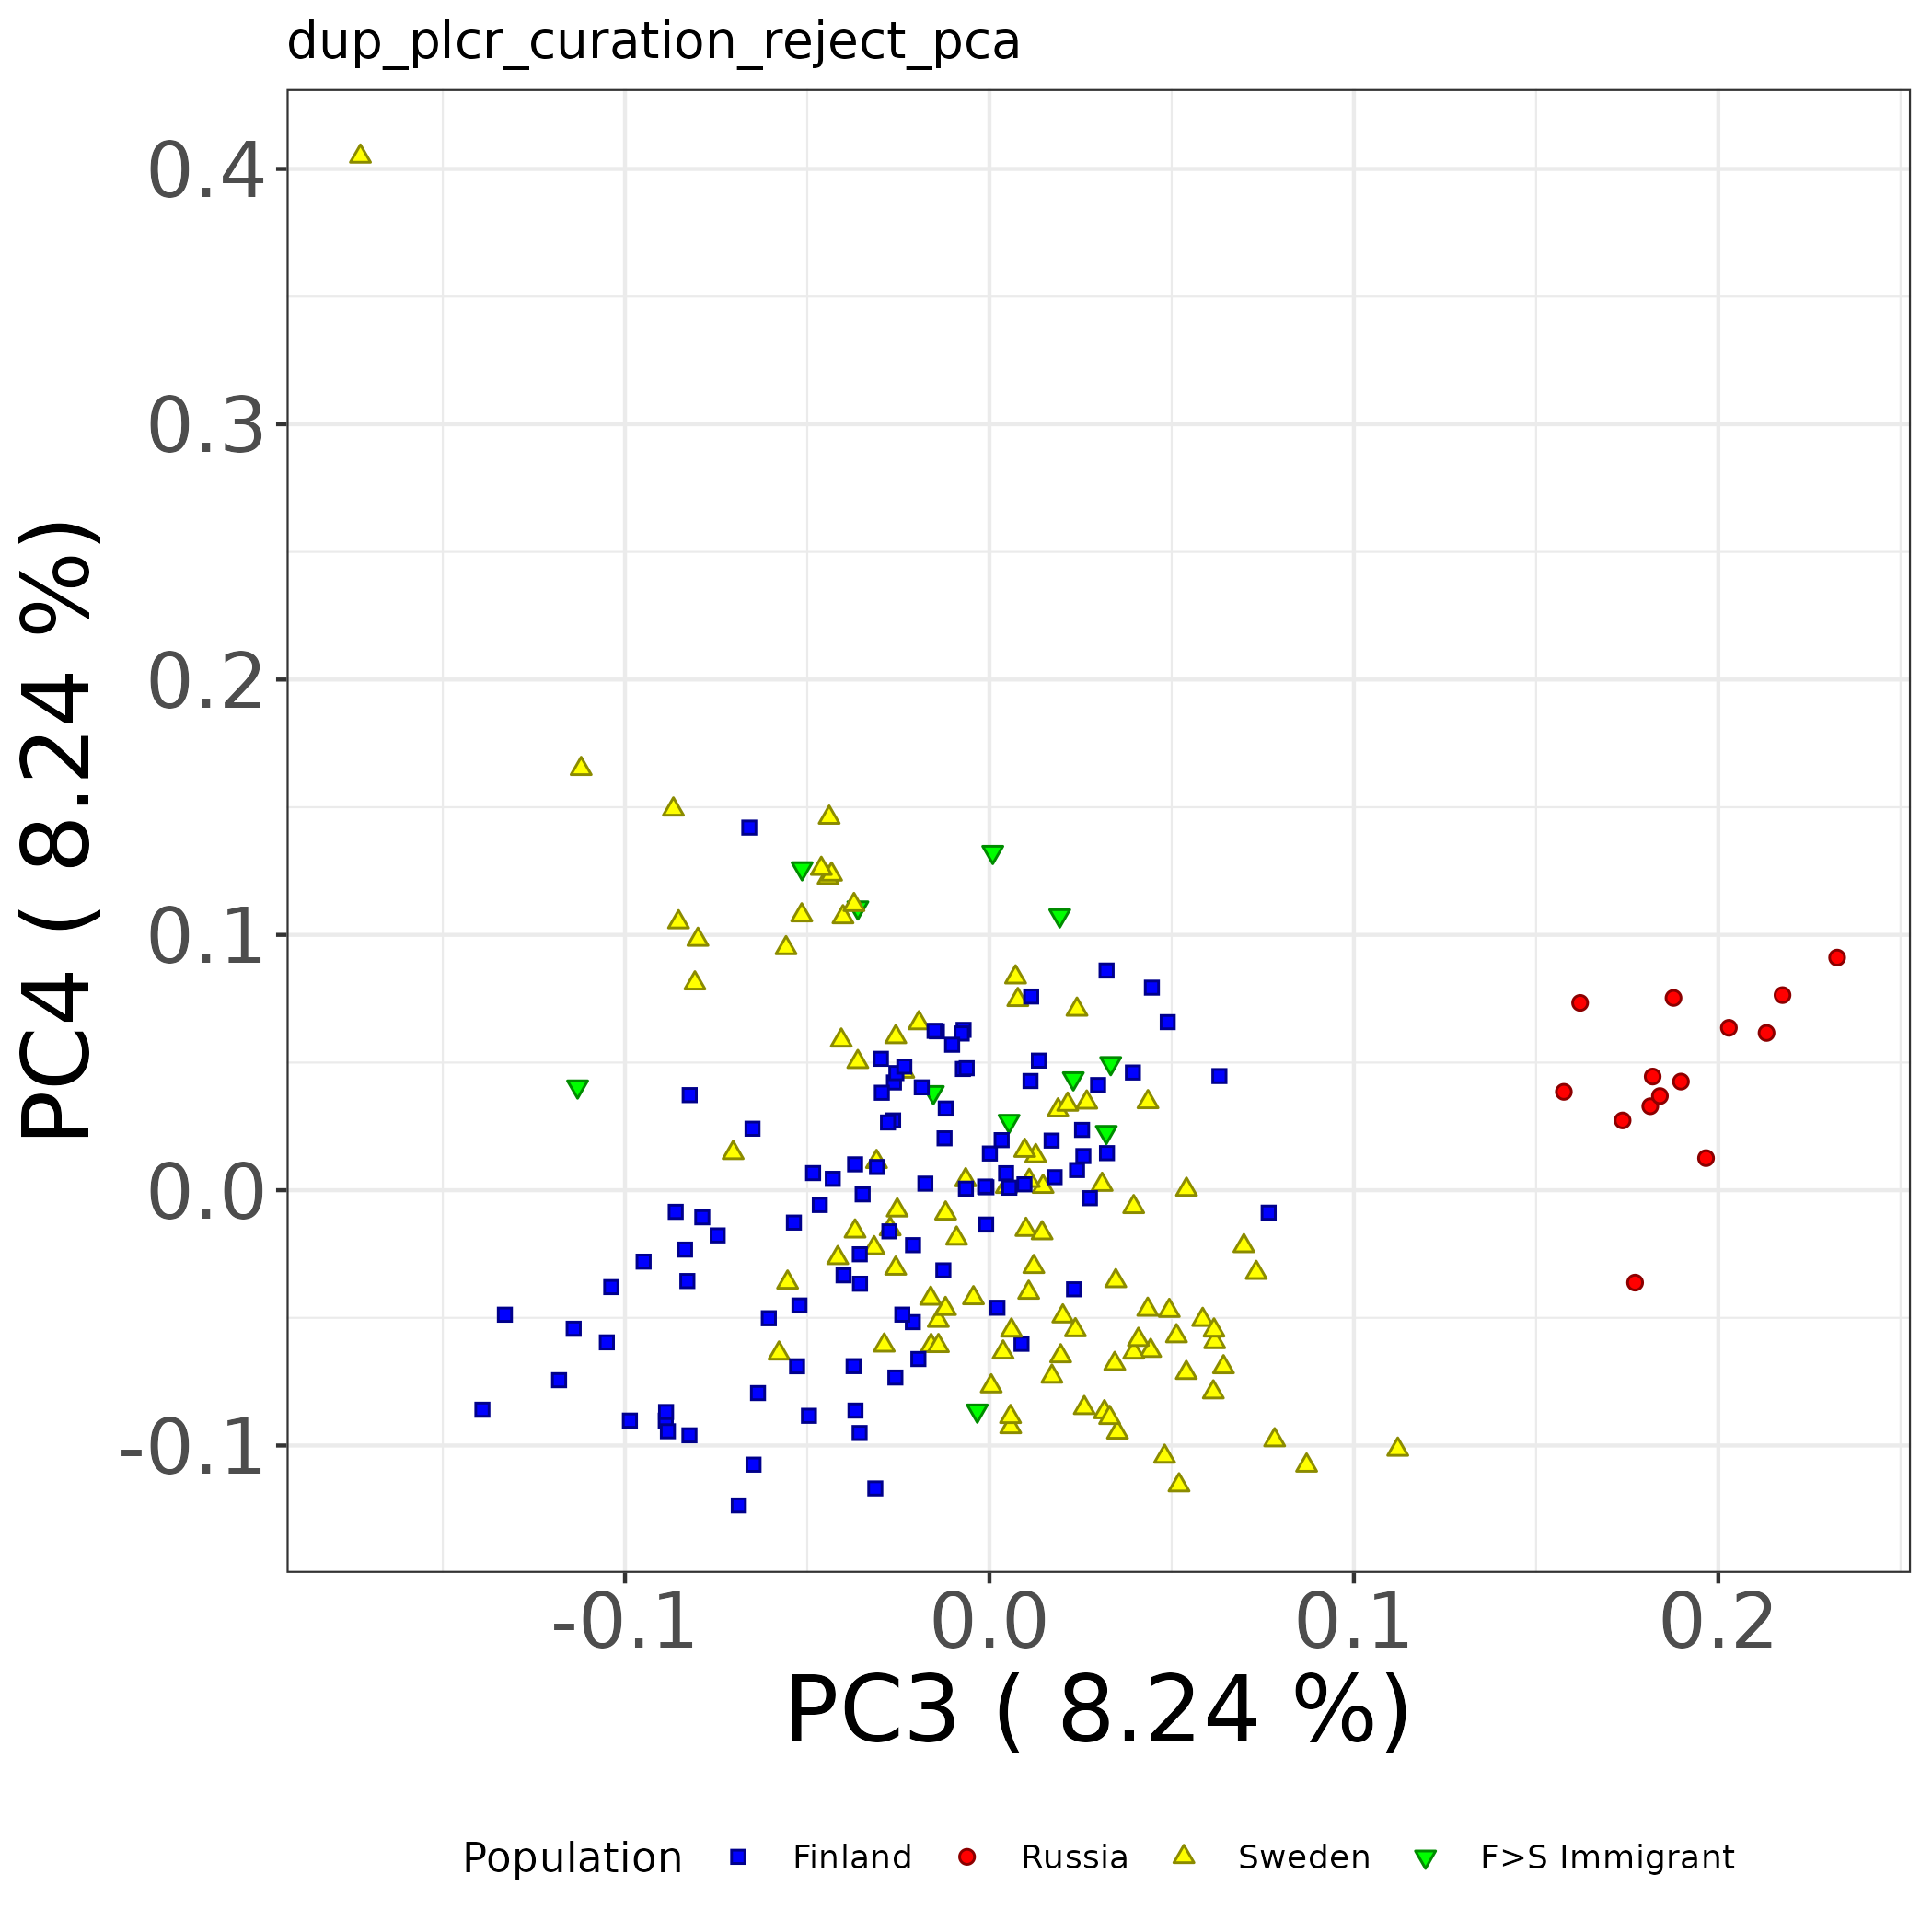 dup_plcr_curation_reject_pca
0.4
0.3
0.2
0.1
0.0
-0.1
PC4 ( 8.24 %)
-0.1 0.0 0.1 0.2
PC3 ( 8.24 %)
Population Finland Russia Sweden F>S Immigrant